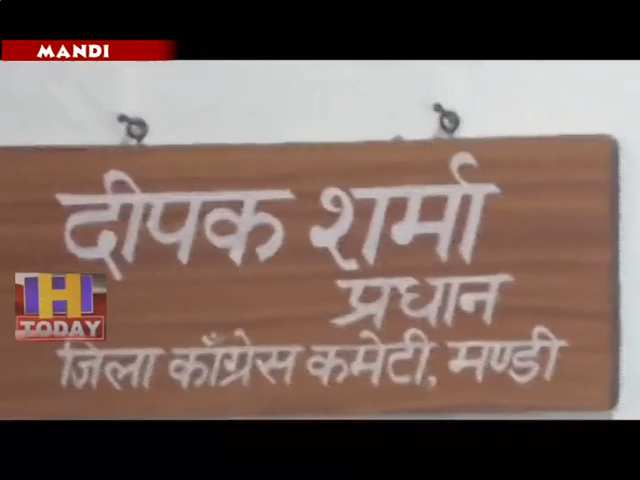 MANDI
दीपक शर्मा
प्रधान
H
TODAY
जिला काँग्रेस कमेटी, मण्डी